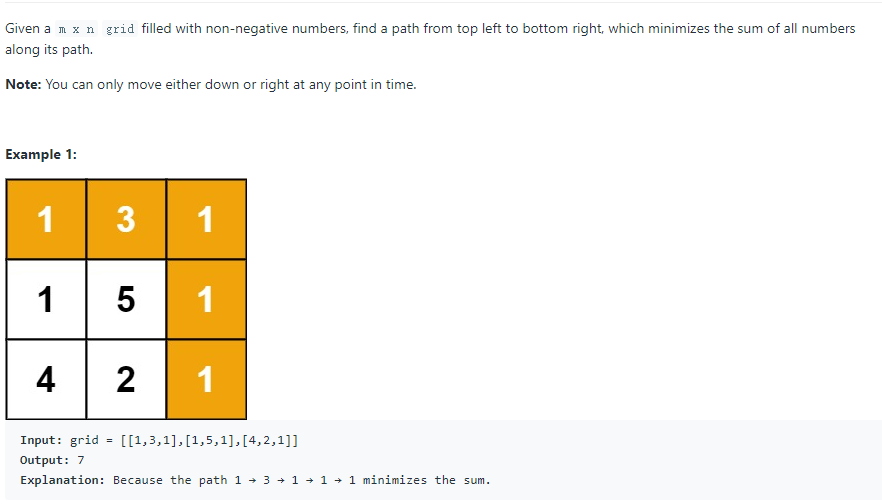 Given a m x n grid filled with non-negative numbers, find a path from top left to bottom right, which minimizes the sum of all numbers
along its path.
Note: You can only move either down or right at any point in time.
Example 1:
1 3 1
1 5 1
4 2 1
Input: grid = [[1,3,1],[1,5,1],[4,2,1]]
Output: 7
Explanation: Because the path 1 → 3 → 1 → 1 → 1 minimizes the sum.